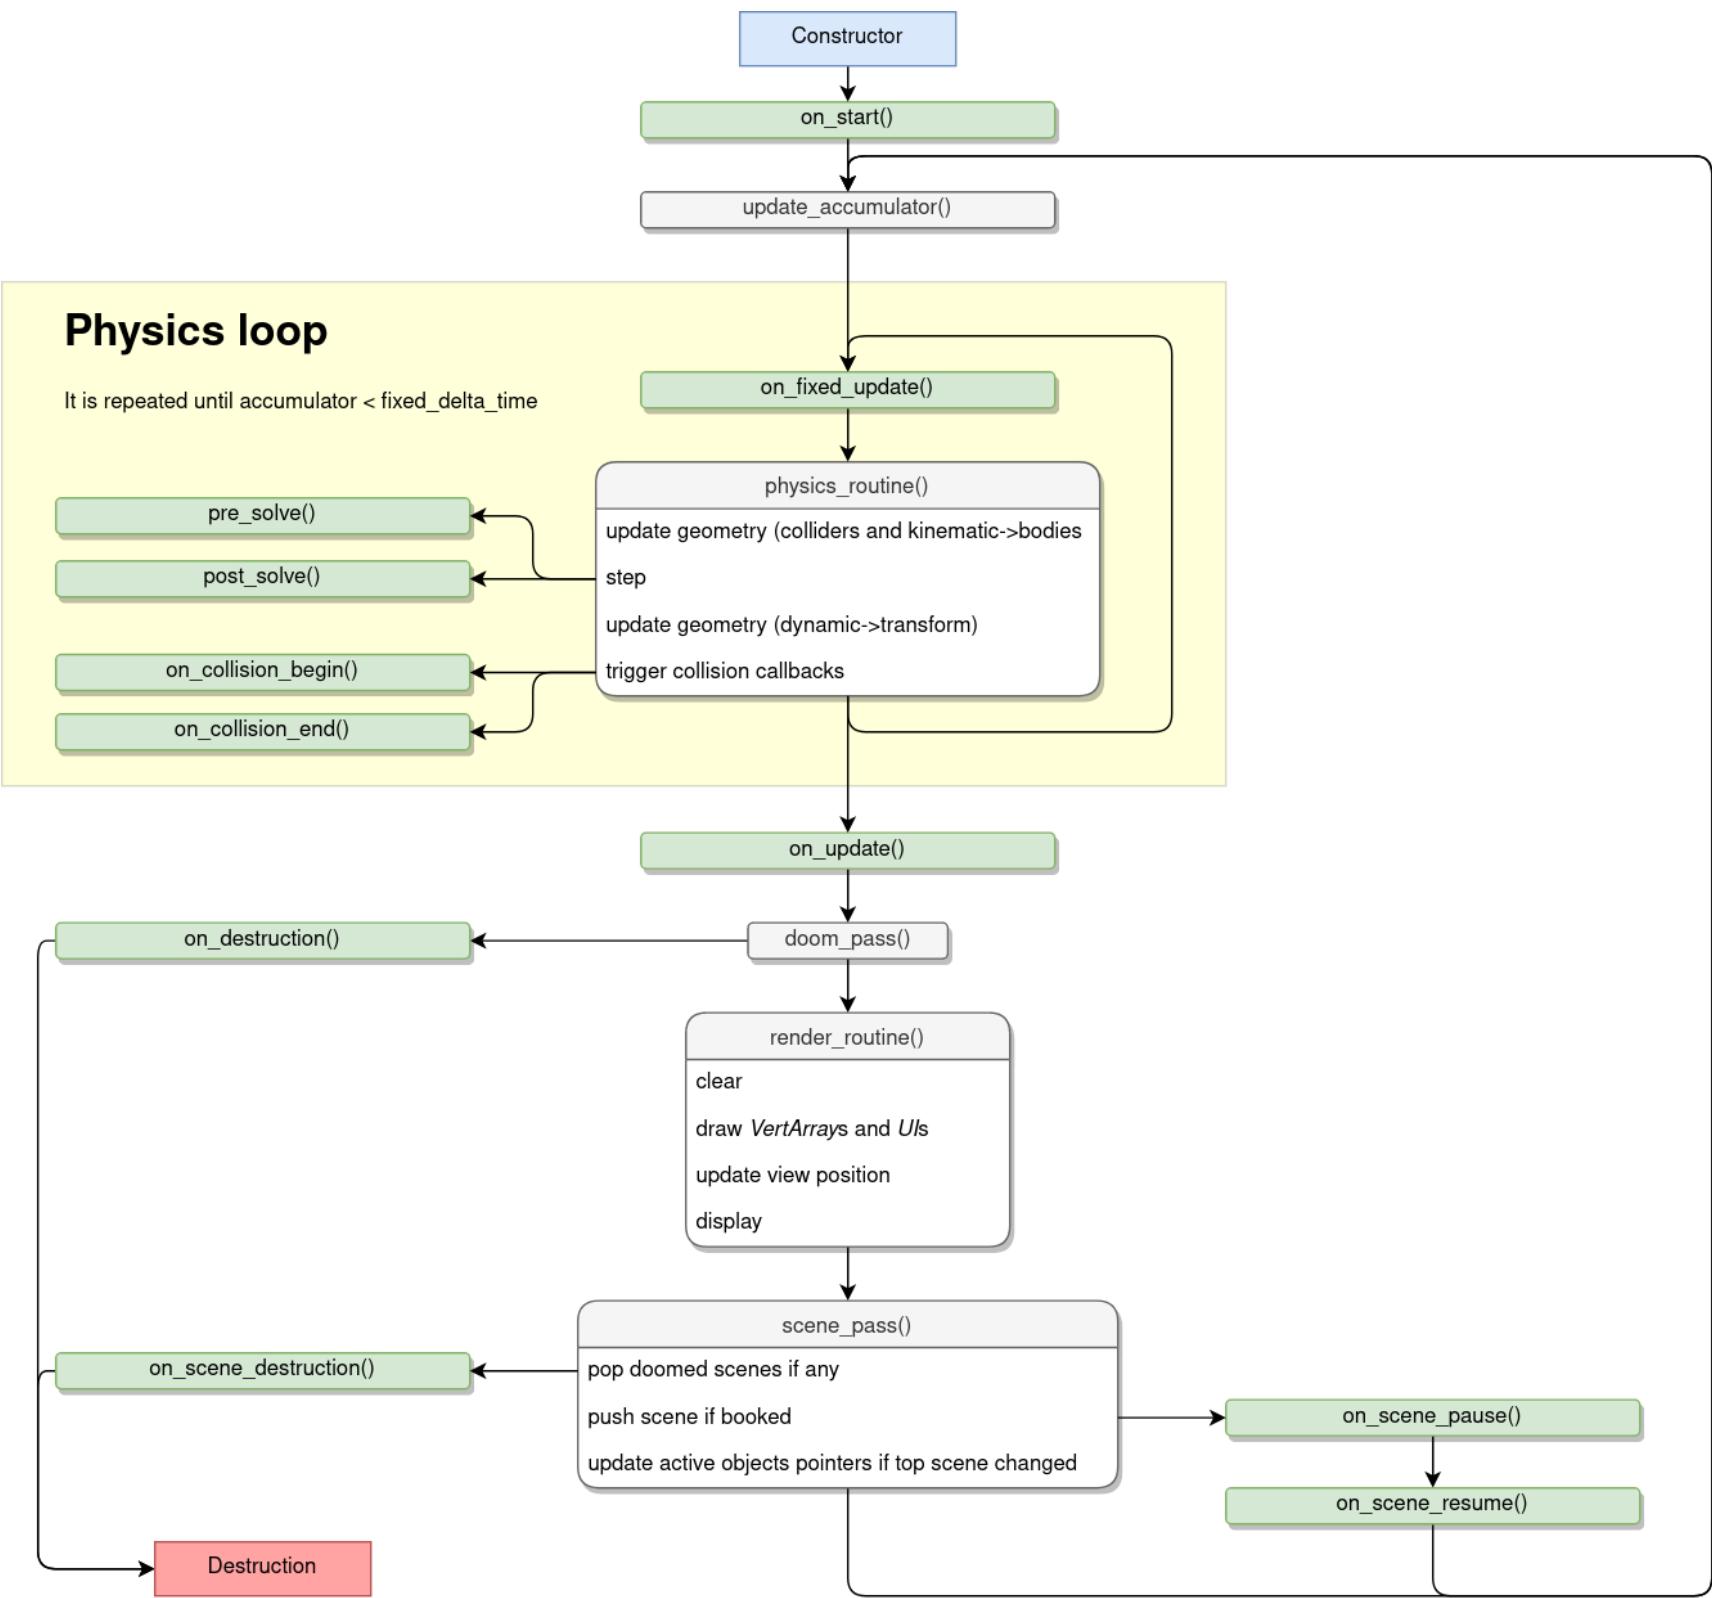 Constructor
on_start()
update_accumulator()
Physics loop
It is repeated until accumulator < fixed_delta_time
on_fixed_update()
physics_routine()
update geometry (colliders and kinematic->bodies
step
update geometry (dynamic->transform)
trigger collision callbacks
pre_solve()
post_solve()
on_collision_begin()
on_collision_end()
on_update()
doom_pass()
on_destruction()
render_routine()
clear
draw VertArrays and UIs
update view position
display
scene_pass()
pop doomed scenes if any
push scene if booked
update active objects pointers if top scene changed
on_scene_destruction()
on_scene_pause()
on_scene_resume()
Destruction